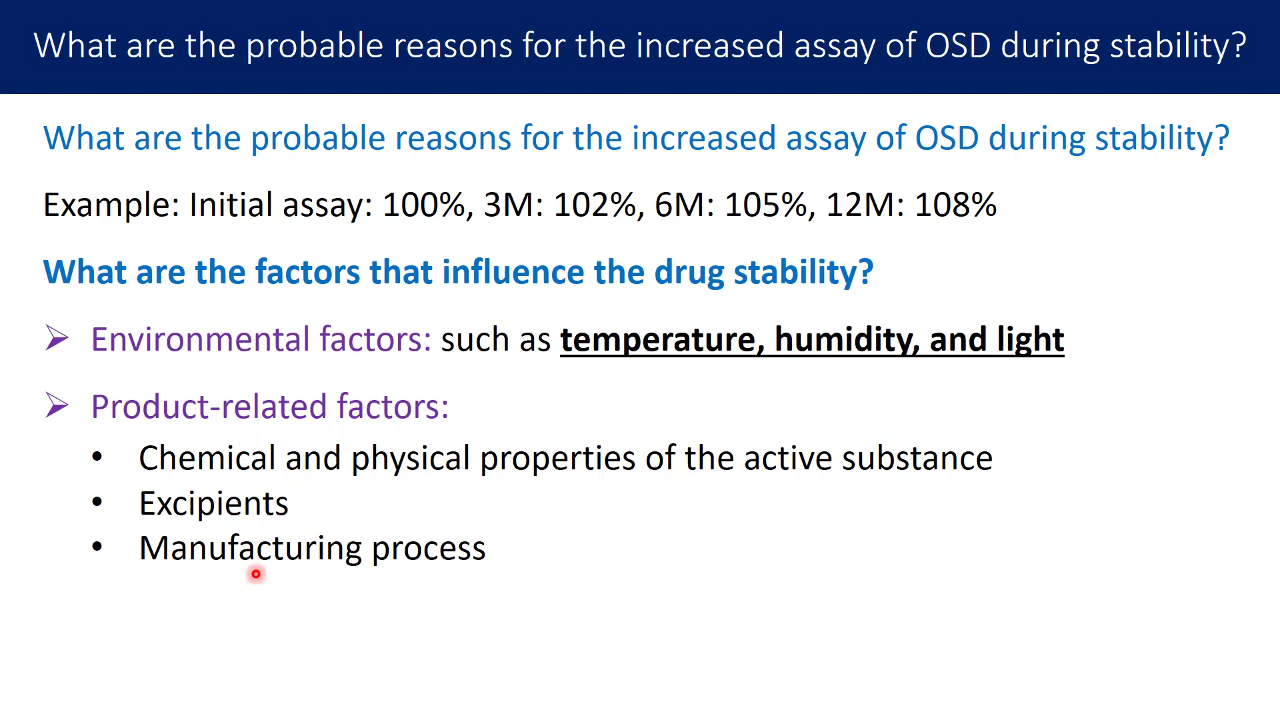 What are the probable reasons for the increased assay of OSD during stability?
What are the probable reasons for the increased assay of OSD during stability?
Example: Initial assay: 100%, 3M: 102%, 6M: 105%, 12M: 108%
What are the factors that influence the drug stability?
➢ Environmental factors: such as temperature, humidity, and light
➢ Product-related factors:
• Chemical and physical properties of the active substance
• Excipients
• Manufacturing process